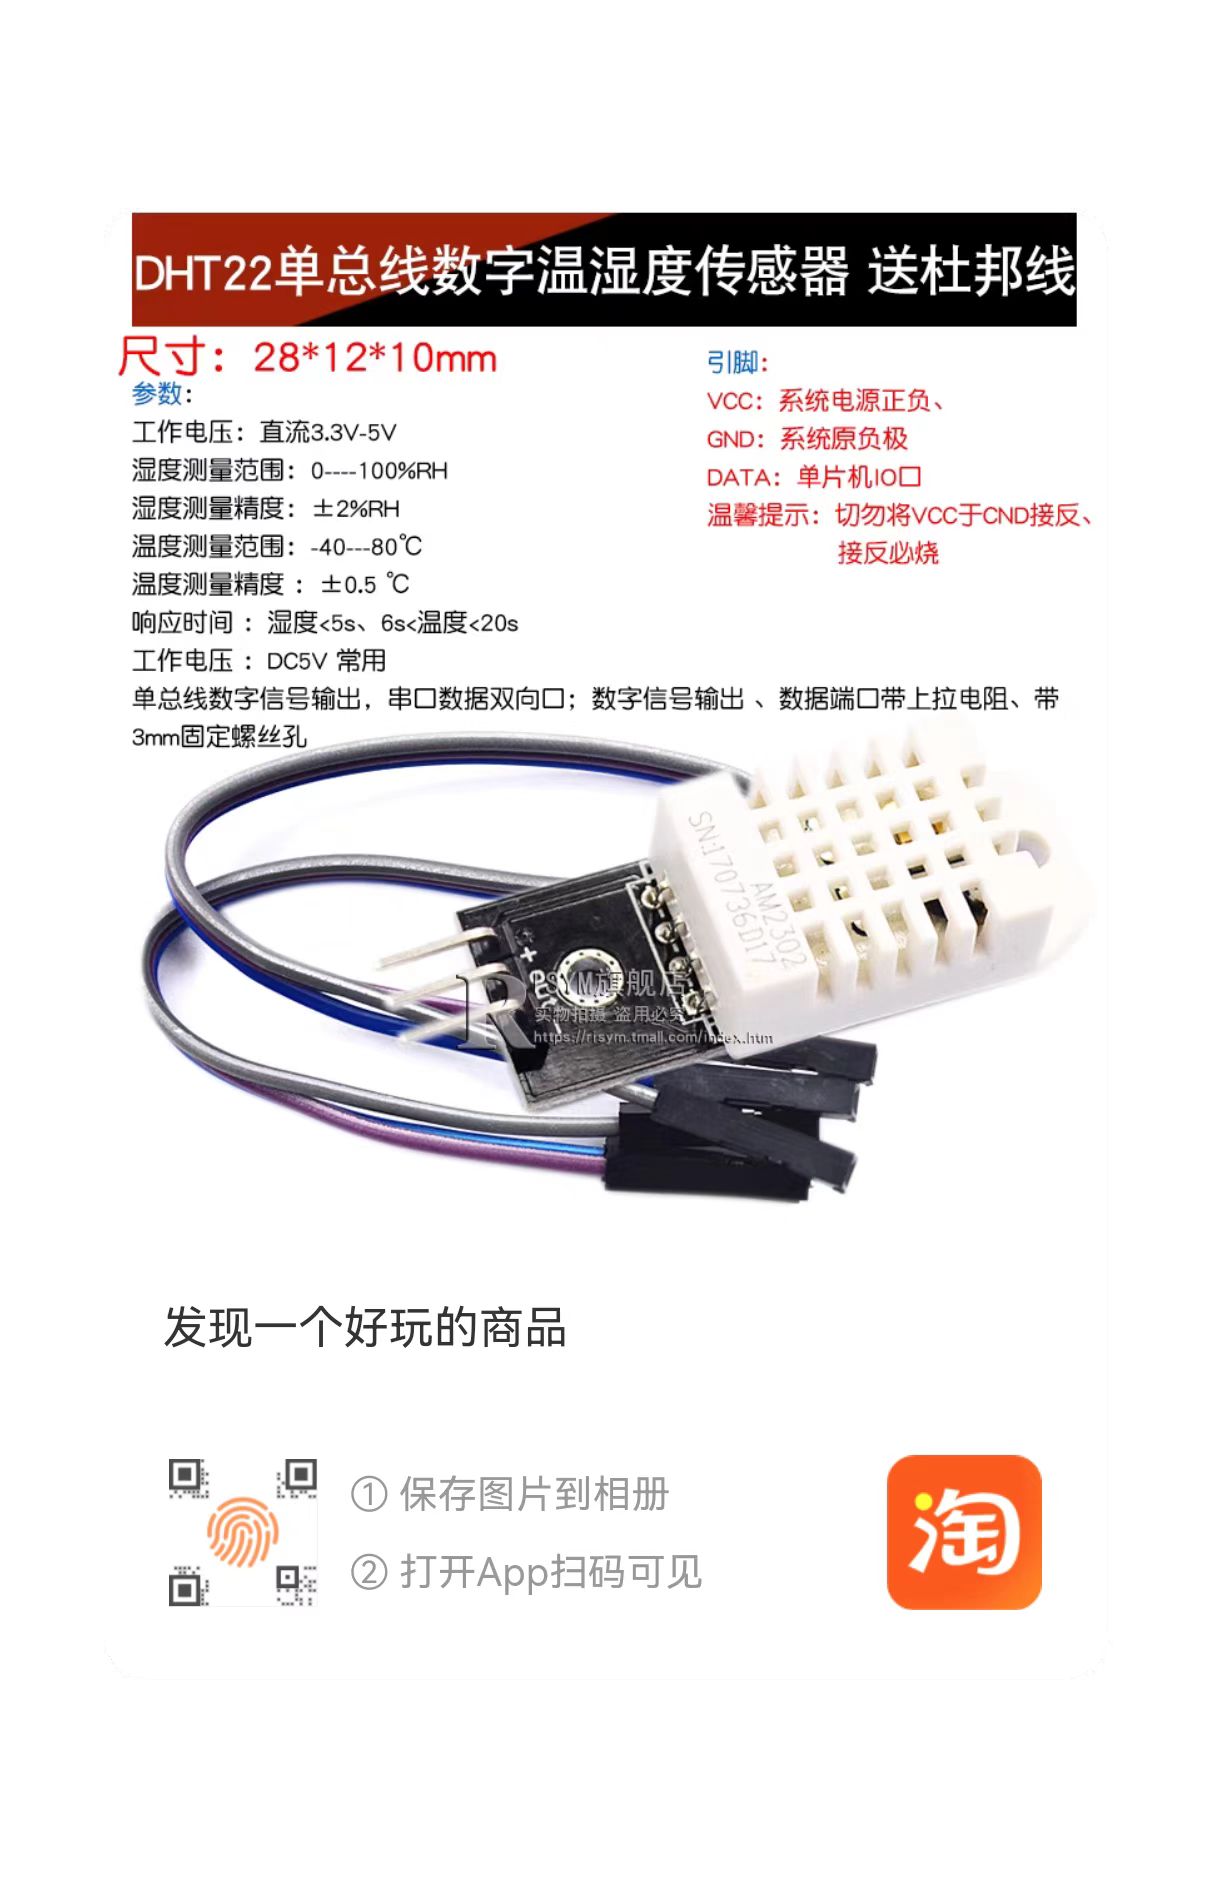 DHT22单总线数字温湿度传感器 送杜邦线
尺寸：28*12*10mm
参数：
工作电压：直流3.3V-5V
湿度测量范围：0----100%RH
湿度测量精度：±2%RH
温度测量范围：-40---80℃
温度测量精度 ：±0.5 ℃
响应时间 ：湿度<5s、6s<温度<20s
工作电压 ：DC5V 常用
单总线数字信号输出，串口数据双向口；数字信号输出 、数据端口带上拉电阻、带
3mm固定螺丝孔
引脚：
VCC：系统电源正负、
GND：系统原负极
DATA：单片机IO口
温馨提示：切勿将VCC于CND接反、
接反必烧
SN:170736D17
AM2302
+ out -
RISYM旗舰店
实物拍摄 盗用必究
https://risym.tmall.com/index.htm
发现一个好玩的商品
① 保存图片到相册
② 打开App扫码可见
淘